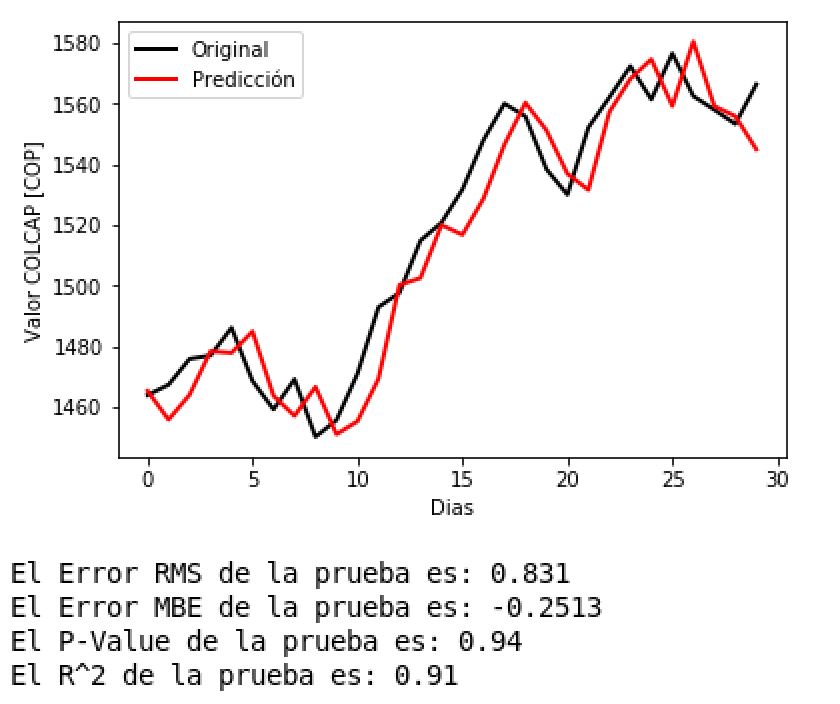 Original
Predicción
1580
1560
1540
1520
1500
1480
1460
Valor COLCAP [COP]
0 5 10 15 20 25 30
Dias
El Error RMS de la prueba es: 0.831
El Error MBE de la prueba es: -0.2513
El P-Value de la prueba es: 0.94
El R^2 de la prueba es: 0.91